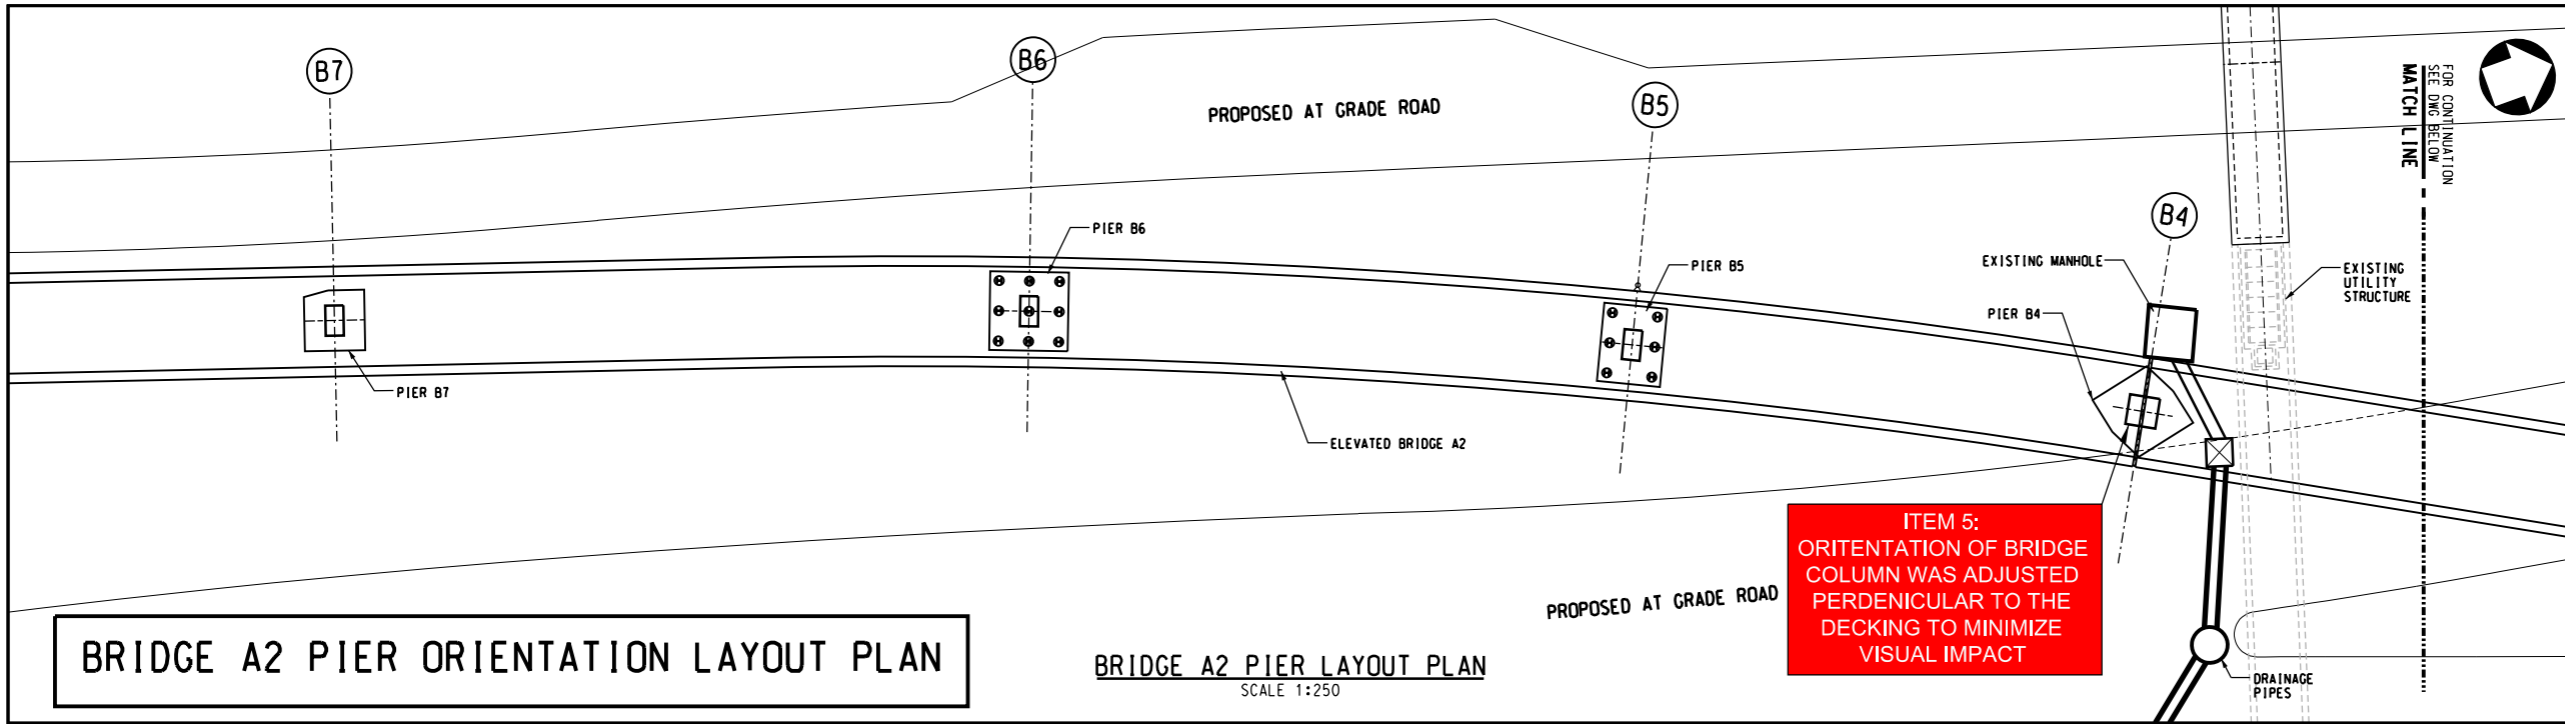 B7
B6
B5
B4
PROPOSED AT GRADE ROAD
FOR CONTINUATION
SEE DWG BELOW
MATCH LINE
PIER B6
PIER B5
EXISTING MANHOLE
EXISTING
UTILITY
STRUCTURE
PIER B4
PIER B7
ELEVATED BRIDGE A2
ITEM 5:
ORITENTATION OF BRIDGE
COLUMN WAS ADJUSTED
PERDENICULAR TO THE
DECKING TO MINIMIZE
VISUAL IMPACT
PROPOSED AT GRADE ROAD
BRIDGE A2 PIER ORIENTATION LAYOUT PLAN
BRIDGE A2 PIER LAYOUT PLAN
SCALE 1:250
DRAINAGE
PIPES